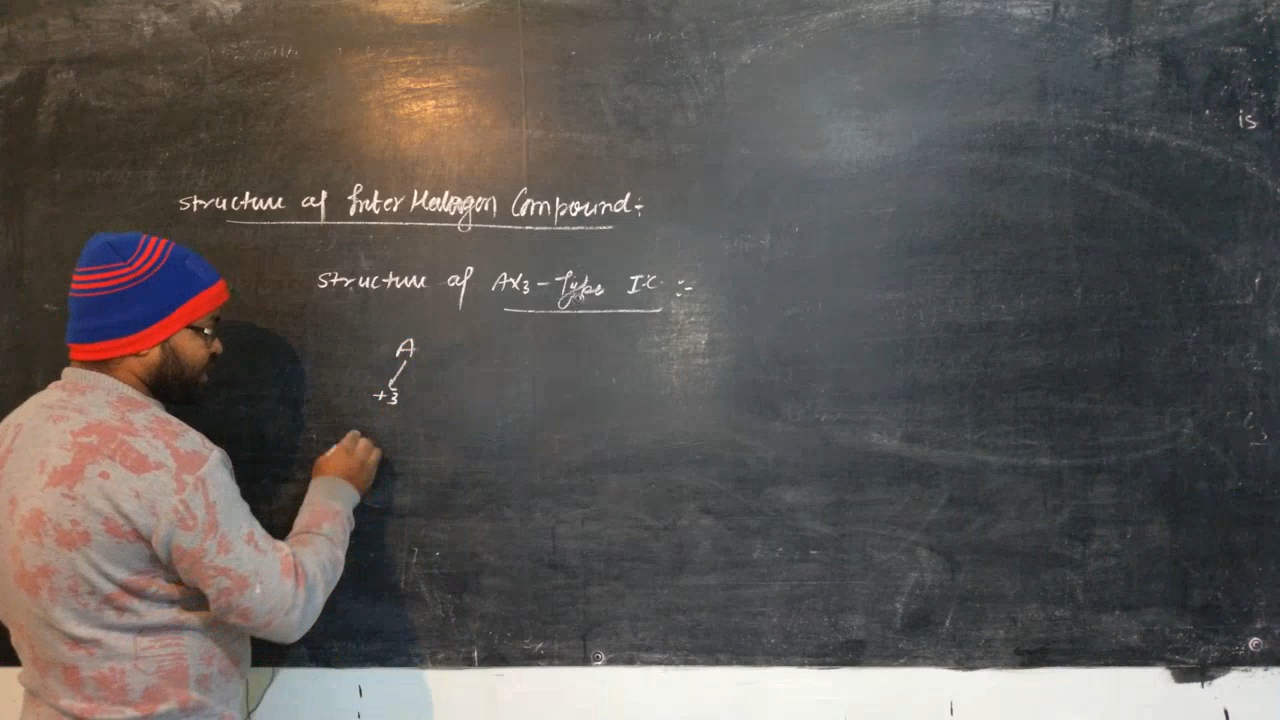 is
structure of Inter Halogen Compound:-
structure of AX3-Type I.C. :-
A
+3